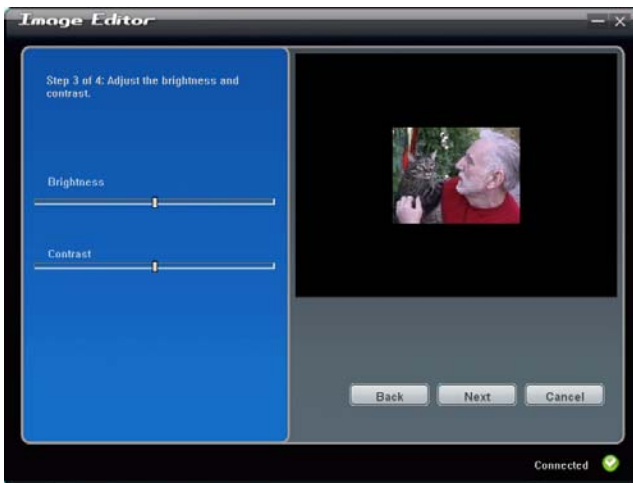 Image Editor
Step 3 of 4: Adjust the brightness and
contrast.
Brightness
Contrast
Back
Next
Cancel
Connected